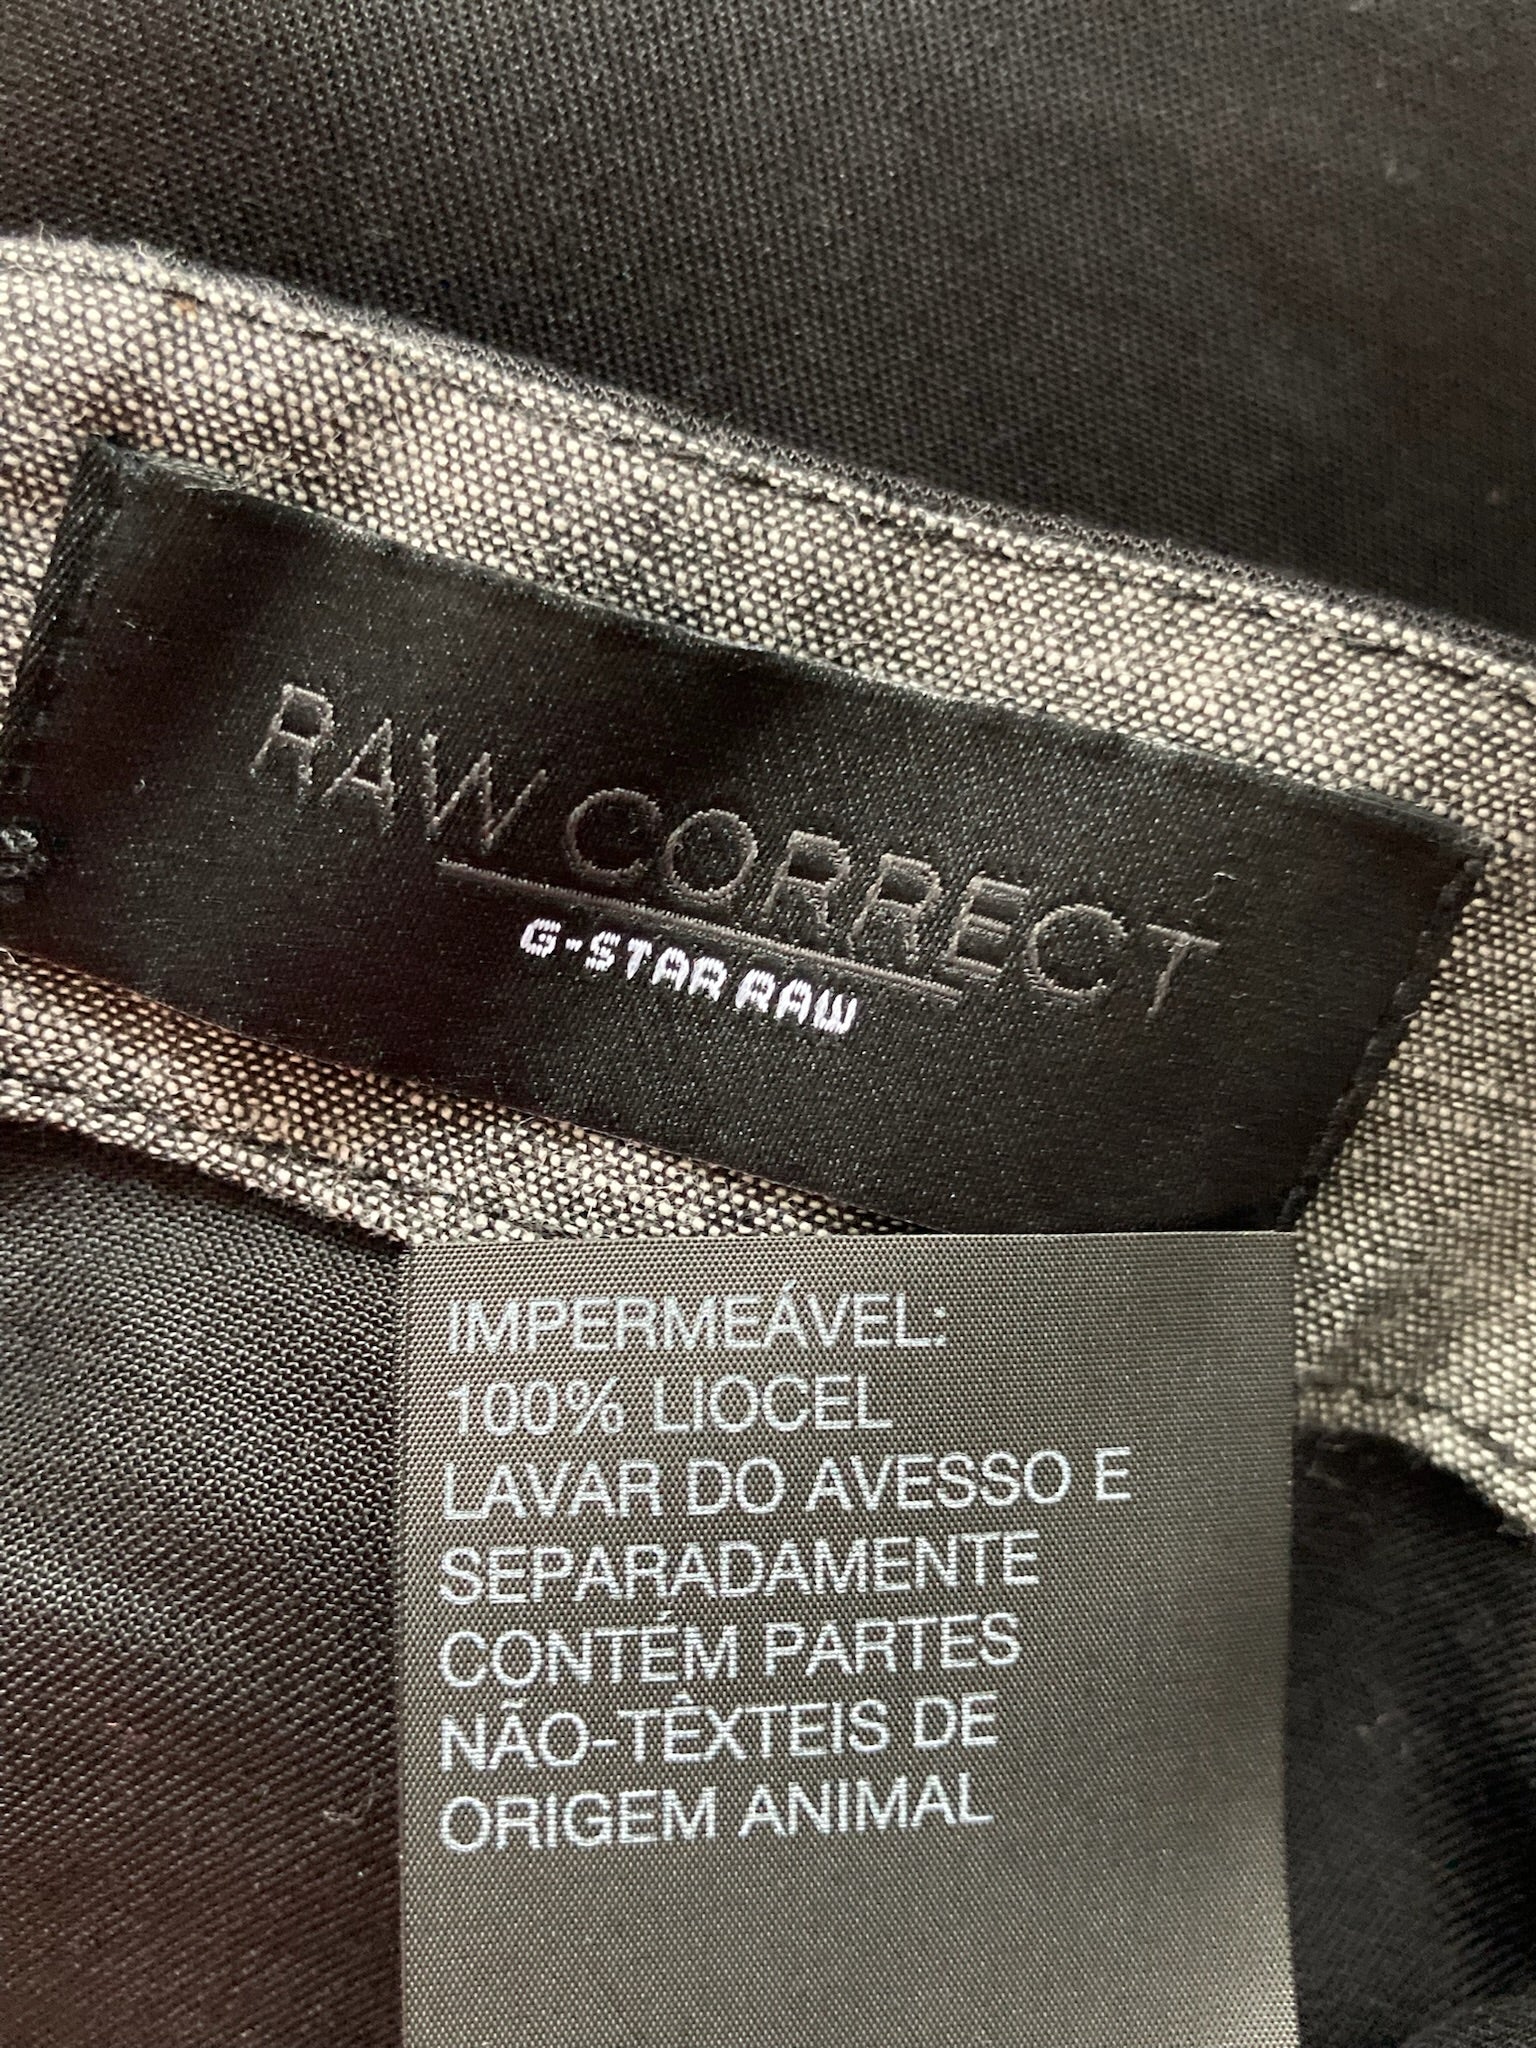 RAW CORRECT
G-STAR RAW
IMPERMEÁVEL:
100% LIOCEL
LAVAR DO AVESSO E
SEPARADAMENTE
CONTÉM PARTES
NÃO-TÊXTEIS DE
ORIGEM ANIMAL